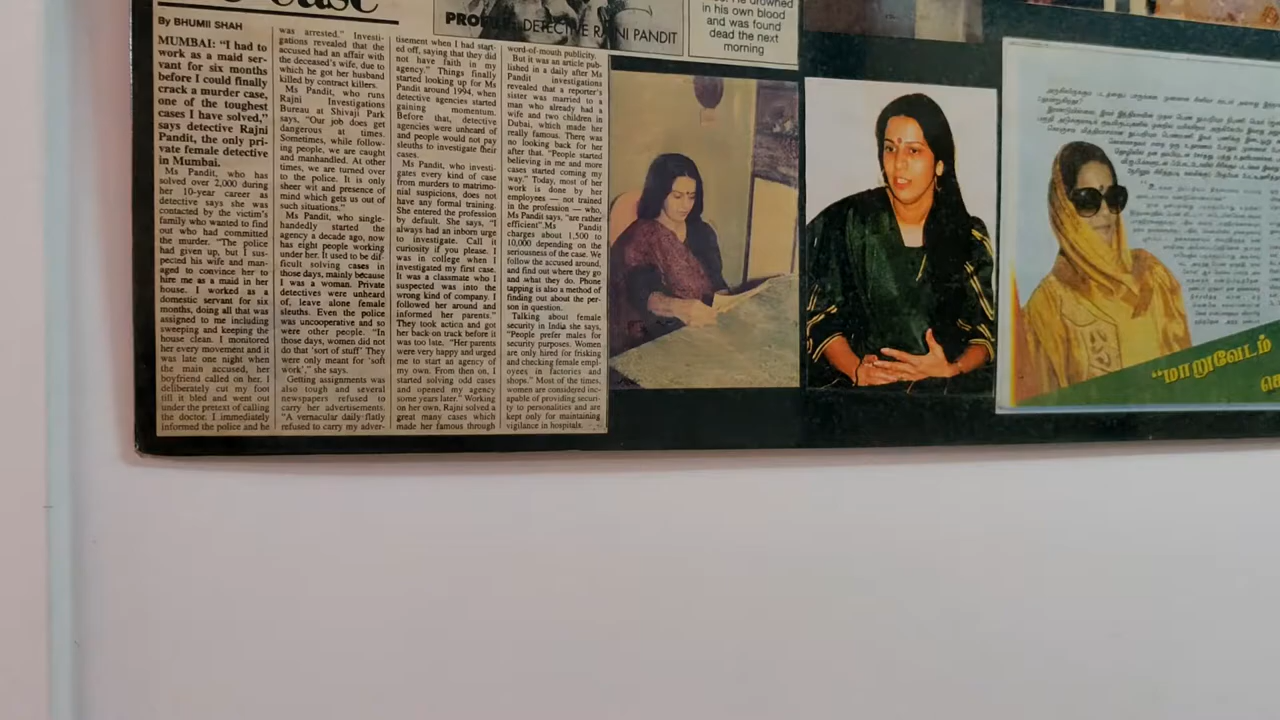 By BHUMII SHAH
MUMBAI: “I had to
work as a maid ser-
vant for six months
before I could finally
crack a murder case,
one of the toughest
cases I have solved,”
says detective Rajni
Pandit, the only pri-
vate female detective
in Mumbai.
Ms Pandit, who has
solved over 2,000 during
her 10-year career as
detective says she was
contacted by the victim's
family who wanted to find
out who had committed
the murder. “The police
had given up, but I sus-
pected his wife and man-
aged to convince her to
hire me as a maid in her
house. I worked as a
domestic servant for six
months, doing all that was
assigned to me including
sweeping and keeping the
house clean. I monitored
her every movement and it
was late one night when
the main accused, her
boyfriend called on her. I
deliberately cut my foot
till it bled and went out
under the pretext of calling
the doctor. I immediately
informed the police and he
was arrested.” Investi-
gations revealed that the
accused had an affair with
the deceased's wife, due to
which he got her husband
killed by contract killers.
Ms Pandit, who runs
Rajni Investigations
Bureau at Shivaji Park
says, “Our job does get
dangerous at times.
Sometimes, while follow-
ing people, we are caught
and manhandled. At other
times, we are turned over
to the police. It is only
sheer wit and presence of
mind which gets us out of
such situations.”
Ms Pandit, who single-
handedly started the
agency a decade ago, now
has eight people working
under her. It used to be dif-
ficult solving cases in
those days, mainly because
I was a woman. Private
detectives were unheard
of, leave alone female
sleuths. Even the police
was uncooperative and so
were other people. “In
those days, women did not
do that ‘sort of stuff’ They
were only meant for ‘soft
work’,” she says.
Getting assignments was
also tough and several
newspapers refused to
carry her advertisements.
“A vernacular daily flatly
refused to carry my adver-
tisement when I had start-
ed off, saying that they did
not have faith in my
agency.” Things finally
started looking up for Ms
Pandit around 1994, when
detective agencies started
gaining momentum.
Before that, detective
agencies were unheard of
and people would not pay
sleuths to investigate their
cases.
Ms Pandit, who investi-
gates every kind of case
from murders to matrimo-
nial suspicions, does not
have any formal training.
She entered the profession
by default. She says, “I
always had an inborn urge
to investigate. Call it
curiosity if you please. I
was in college when I
investigated my first case.
It was a classmate who I
suspected was into the
wrong kind of company. I
followed her around and
informed her parents.”
They took action and got
her back on track before it
was too late. “Her parents
were very happy and urged
me to start an agency of
my own. From then on, I
started solving odd cases
and opened my agency
some years later.” Working
on her own, Rajni solved a
great many cases which
made her famous through
word-of-mouth publicity.
But it was an article pub-
lished in a daily after Ms
Pandit investigations
revealed that a reporter's
sister was married to a
man who already had a
wife and two children in
Dubai, which made her
really famous. There was
no looking back for her
after that. “People started
believing in me and more
cases started coming my
way.” Today, most of her
work is done by her
employees — not trained
in the profession — who,
Ms Pandit says, “are rather
efficient”.Ms Pandit
charges about 1,500 to
10,000 depending on the
seriousness of the case. We
follow the accused around,
and find out where they go
and what they do. Phone
tapping is also a method of
finding out about the per-
son in question.
Talking about female
security in India she says,
“People prefer males for
security purposes. Women
are only hired for frisking
and checking female emp-
loyees in factories and
shops.” Most of the times,
women are considered inc-
apable of providing securi-
ty to personalities and are
kept only for maintaining
vigilance in hospitals.
DETECTIVE RAJNI PANDIT
in his own blood
and was found
dead the next
morning
“மாறுவேடம்